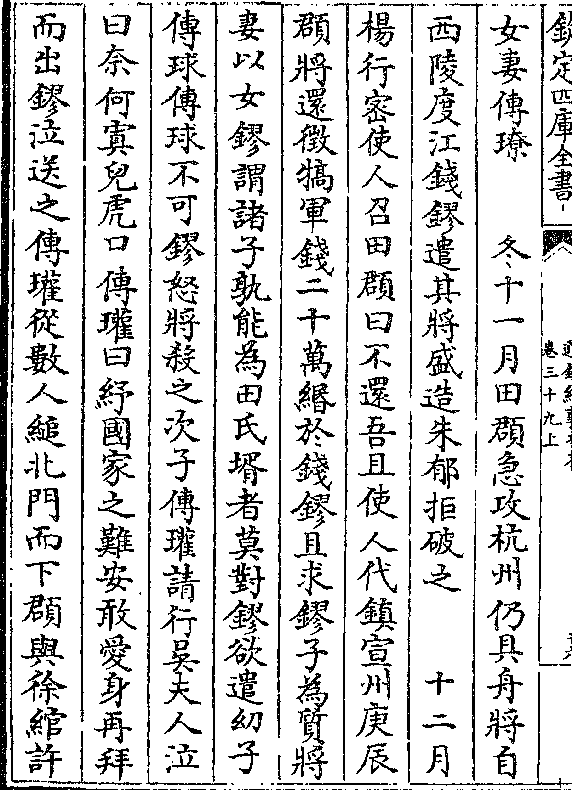 欽定四庫全書
卷三十九上
女妻傳璙　冬十一月田頵急攻杭州仍具舟將自
西陵度江錢鏐遣其將盛造朱郁拒破之　十二月
楊行密使人召田頵曰不還吾且使人代鎮宣州庚辰
頵將還徵犒軍錢二十萬緡於錢鏐且求鏐子為質將
妻以女鏐謂諸子孰能為田氏壻者莫對鏐欲遣幼子
傳球傳球不可鏐怒將殺之次子傳瓘請行吳夫人泣
曰奈何寘兒虎口傳瓘曰紓國家之難安敢愛身再拜
而出鏐泣送之傳瓘從數人縋北門而下頵與徐綰許